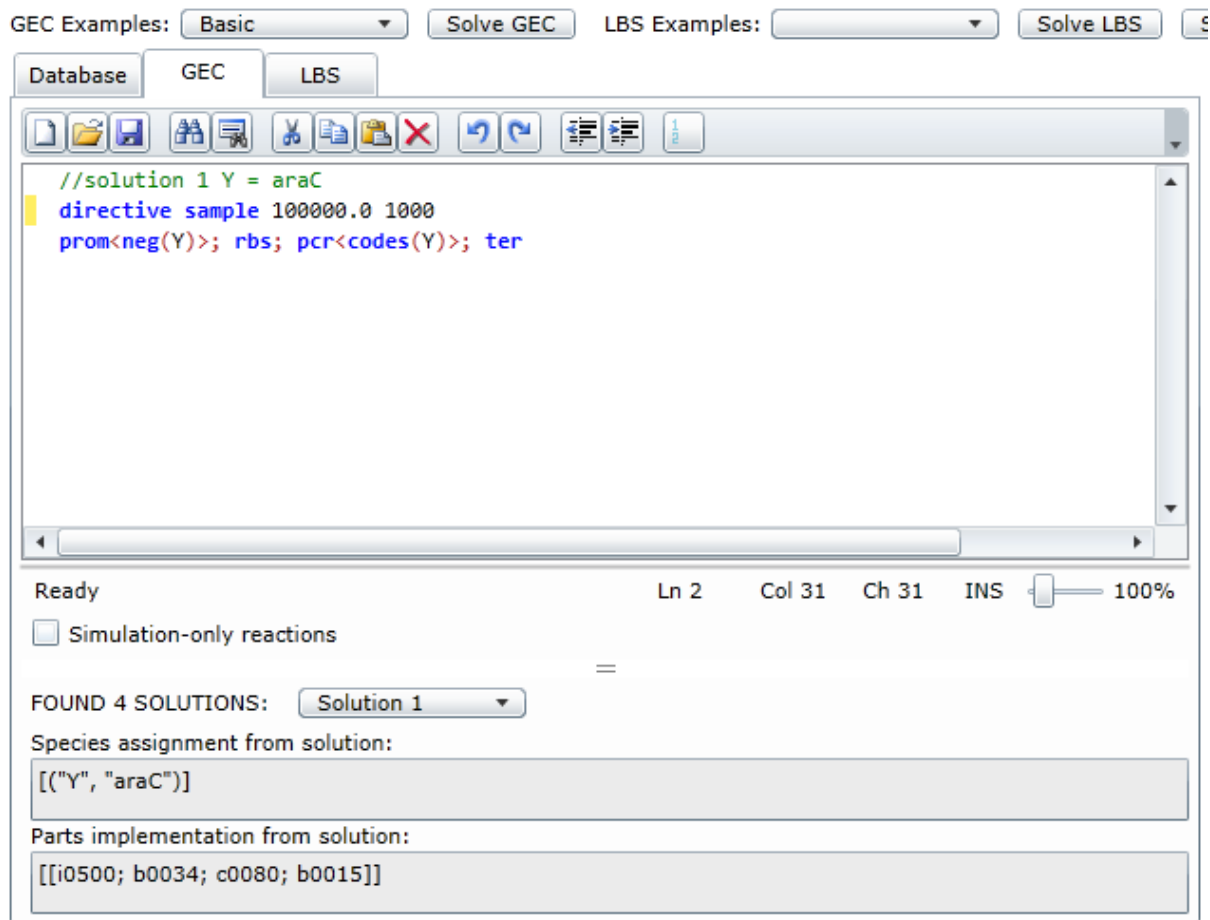 GEC Examples: Basic Solve GEC LBS Examples: Solve LBS S
Database GEC LBS
//solution 1 Y = araC
directive sample 100000.0 1000
prom<neg(Y)>; rbs; pcr<codes(Y)>; ter
Ready Ln 2 Col 31 Ch 31 INS 100%
Simulation-only reactions
FOUND 4 SOLUTIONS: Solution 1
Species assignment from solution:
[("Y", "araC")]
Parts implementation from solution:
[[i0500; b0034; c0080; b0015]]